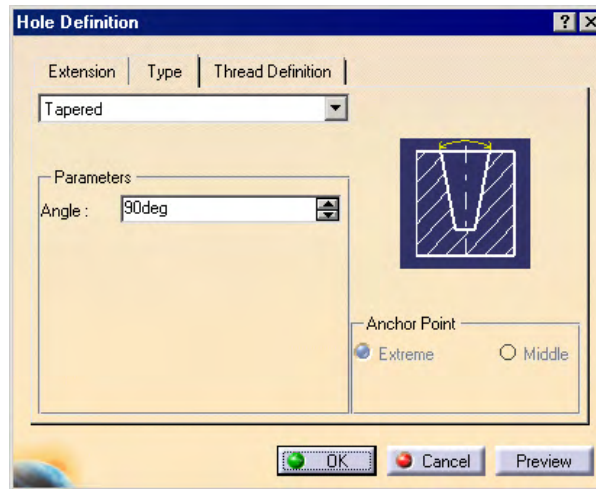 Hole Definition
Extension Type Thread Definition
Tapered
Parameters
Angle : 90deg
Anchor Point
Extreme Middle
OK Cancel Preview